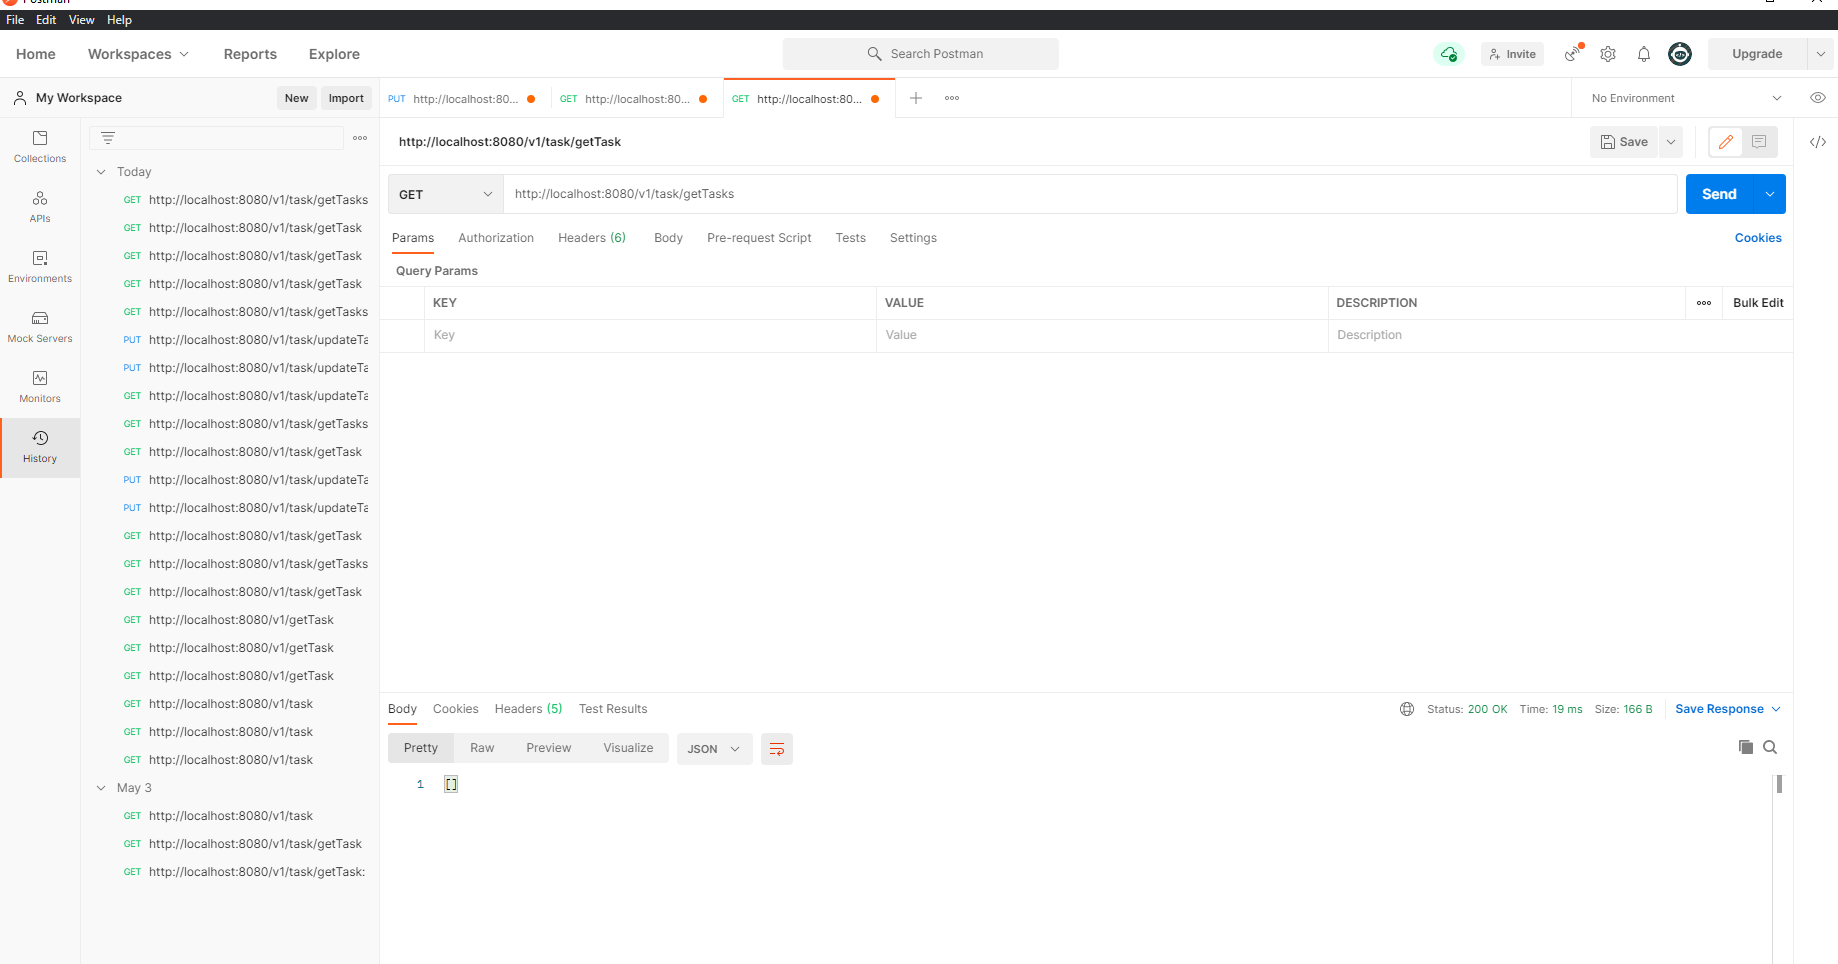 Postman
File Edit View Help
Home Workspaces Reports Explore
Search Postman
Invite
Upgrade
My Workspace
New
Import
PUT http://localhost:80...
GET http://localhost:80...
GET http://localhost:80...
No Environment
Collections
APIs
Environments
Mock Servers
Monitors
History
Today
GET http://localhost:8080/v1/task/getTasks
GET http://localhost:8080/v1/task/getTask
GET http://localhost:8080/v1/task/getTask
GET http://localhost:8080/v1/task/getTask
GET http://localhost:8080/v1/task/getTasks
PUT http://localhost:8080/v1/task/updateTa
PUT http://localhost:8080/v1/task/updateTa
GET http://localhost:8080/v1/task/updateTa
GET http://localhost:8080/v1/task/getTasks
GET http://localhost:8080/v1/task/getTask
PUT http://localhost:8080/v1/task/updateTa
PUT http://localhost:8080/v1/task/updateTa
GET http://localhost:8080/v1/task/getTask
GET http://localhost:8080/v1/task/getTasks
GET http://localhost:8080/v1/task/getTask
GET http://localhost:8080/v1/getTask
GET http://localhost:8080/v1/getTask
GET http://localhost:8080/v1/getTask
GET http://localhost:8080/v1/task
GET http://localhost:8080/v1/task
GET http://localhost:8080/v1/task
May 3
GET http://localhost:8080/v1/task
GET http://localhost:8080/v1/task/getTask
GET http://localhost:8080/v1/task/getTask:
http://localhost:8080/v1/task/getTask
Save
</>
GET http://localhost:8080/v1/task/getTasks
Send
Params Authorization Headers (6) Body Pre-request Script Tests Settings
Cookies
Query Params
KEY VALUE DESCRIPTION Bulk Edit
Key Value Description
Body Cookies Headers (5) Test Results
Status: 200 OK Time: 19 ms Size: 166 B Save Response
Pretty Raw Preview Visualize JSON
1 []